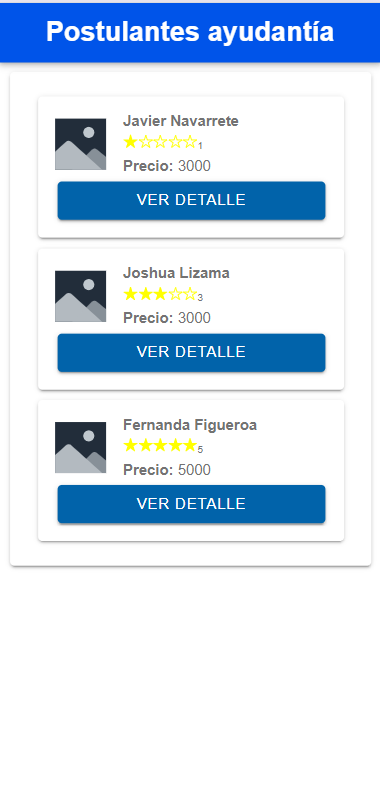 Postulantes ayudantía
Javier Navarrete
★☆☆☆☆1
Precio: 3000
VER DETALLE
Joshua Lizama
★★★☆☆3
Precio: 3000
VER DETALLE
Fernanda Figueroa
★★★★★5
Precio: 5000
VER DETALLE